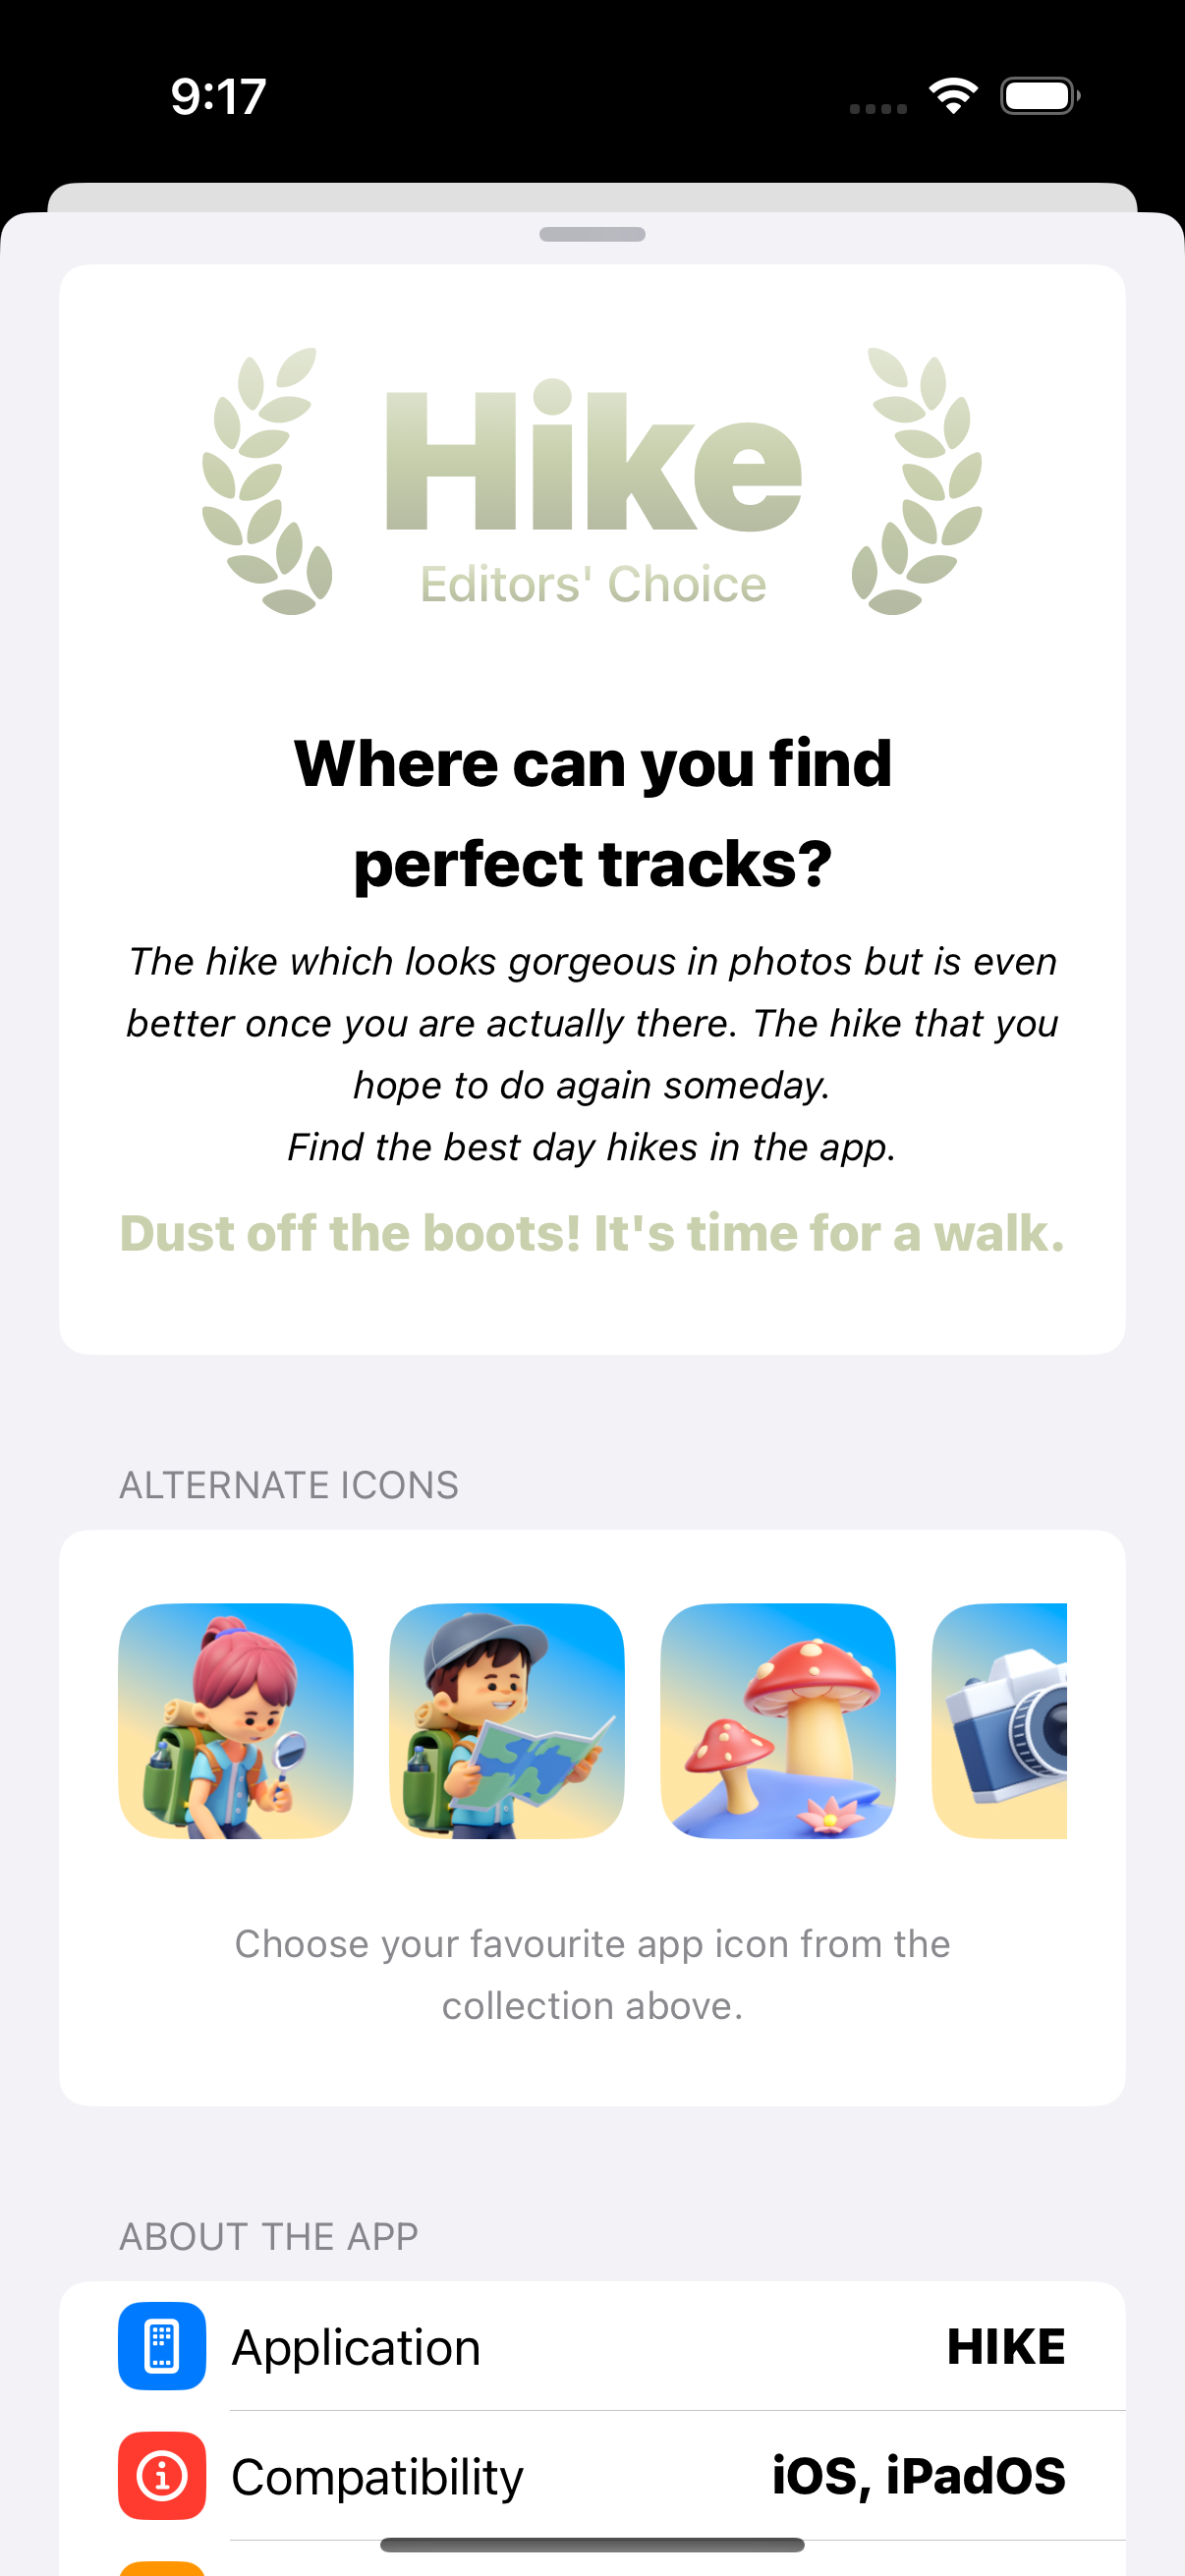 9:17
Hike
Editors' Choice
Where can you find
perfect tracks?
The hike which looks gorgeous in photos but is even
better once you are actually there. The hike that you
hope to do again someday.
Find the best day hikes in the app.
Dust off the boots! It's time for a walk.
ALTERNATE ICONS
Choose your favourite app icon from the
collection above.
ABOUT THE APP
Application HIKE
Compatibility iOS, iPadOS